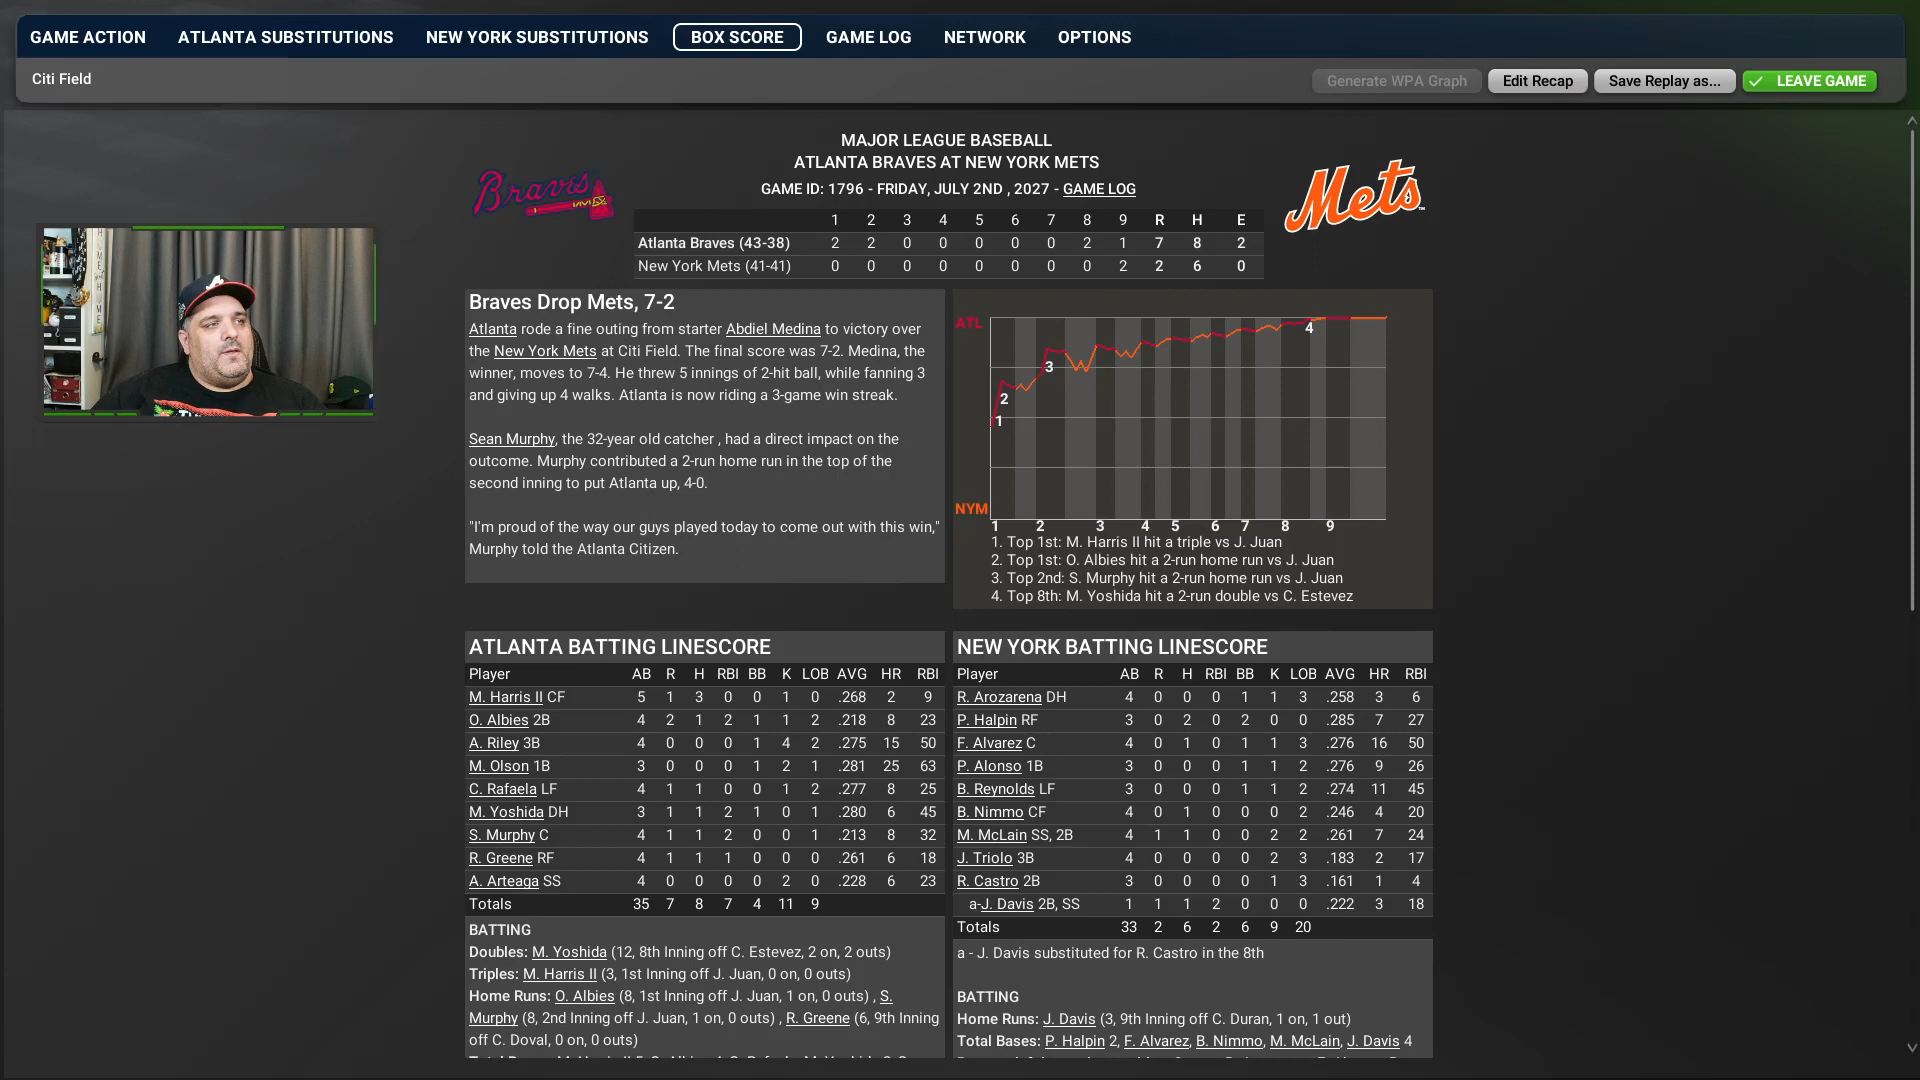 GAME ACTION ATLANTA SUBSTITUTIONS NEW YORK SUBSTITUTIONS BOX SCORE GAME LOG NETWORK OPTIONS
Citi Field Generate WPA Graph Edit Recap Save Replay as... LEAVE GAME
MAJOR LEAGUE BASEBALL
ATLANTA BRAVES AT NEW YORK METS
GAME ID: 1796 - FRIDAY, JULY 2ND , 2027 - GAME LOG
Braves
Mets
1 2 3 4 5 6 7 8 9 R H E
Atlanta Braves (43-38) 2 2 0 0 0 0 0 2 1 7 8 2
New York Mets (41-41) 0 0 0 0 0 0 0 0 2 2 6 0
Braves Drop Mets, 7-2
Atlanta rode a fine outing from starter Abdiel Medina to victory over
the New York Mets at Citi Field. The final score was 7-2. Medina, the
winner, moves to 7-4. He threw 5 innings of 2-hit ball, while fanning 3
and giving up 4 walks. Atlanta is now riding a 3-game win streak.
Sean Murphy, the 32-year old catcher , had a direct impact on the
outcome. Murphy contributed a 2-run home run in the top of the
second inning to put Atlanta up, 4-0.
"I'm proud of the way our guys played today to come out with this win,"
Murphy told the Atlanta Citizen.
ATL
4
3
2
1
NYM
1 2 3 4 5 6 7 8 9
1. Top 1st: M. Harris II hit a triple vs J. Juan
2. Top 1st: O. Albies hit a 2-run home run vs J. Juan
3. Top 2nd: S. Murphy hit a 2-run home run vs J. Juan
4. Top 8th: M. Yoshida hit a 2-run double vs C. Estevez
ATLANTA BATTING LINESCORE
Player AB R H RBI BB K LOB AVG HR RBI
M. Harris II CF 5 1 3 0 0 1 0 .268 2 9
O. Albies 2B 4 2 1 2 1 1 2 .218 8 23
A. Riley 3B 4 0 0 0 1 4 2 .275 15 50
M. Olson 1B 3 0 0 0 1 2 1 .281 25 63
C. Rafaela LF 4 1 1 0 0 1 2 .277 8 25
M. Yoshida DH 3 1 1 2 1 0 1 .280 6 45
S. Murphy C 4 1 1 2 0 0 1 .213 8 32
R. Greene RF 4 1 1 1 0 0 0 .261 6 18
A. Arteaga SS 4 0 0 0 0 2 0 .228 6 23
Totals 35 7 8 7 4 11 9
BATTING
Doubles: M. Yoshida (12, 8th Inning off C. Estevez, 2 on, 2 outs)
Triples: M. Harris II (3, 1st Inning off J. Juan, 0 on, 0 outs)
Home Runs: O. Albies (8, 1st Inning off J. Juan, 1 on, 0 outs) , S.
Murphy (8, 2nd Inning off J. Juan, 1 on, 0 outs) , R. Greene (6, 9th Inning
off C. Doval, 0 on, 0 outs)
NEW YORK BATTING LINESCORE
Player AB R H RBI BB K LOB AVG HR RBI
R. Arozarena DH 4 0 0 0 1 1 3 .258 3 6
P. Halpin RF 3 0 2 0 2 0 0 .285 7 27
F. Alvarez C 4 0 1 0 1 1 3 .276 16 50
P. Alonso 1B 3 0 0 0 1 1 2 .276 9 26
B. Reynolds LF 3 0 0 0 1 1 2 .274 11 45
B. Nimmo CF 4 0 1 0 0 0 2 .246 4 20
M. McLain SS, 2B 4 1 1 0 0 2 2 .261 7 24
J. Triolo 3B 4 0 0 0 0 2 3 .183 2 17
R. Castro 2B 3 0 0 0 0 1 3 .161 1 4
a-J. Davis 2B, SS 1 1 1 2 0 0 0 .222 3 18
Totals 33 2 6 2 6 9 20
a - J. Davis substituted for R. Castro in the 8th
BATTING
Home Runs: J. Davis (3, 9th Inning off C. Duran, 1 on, 1 out)
Total Bases: P. Halpin 2, F. Alvarez, B. Nimmo, M. McLain, J. Davis 4